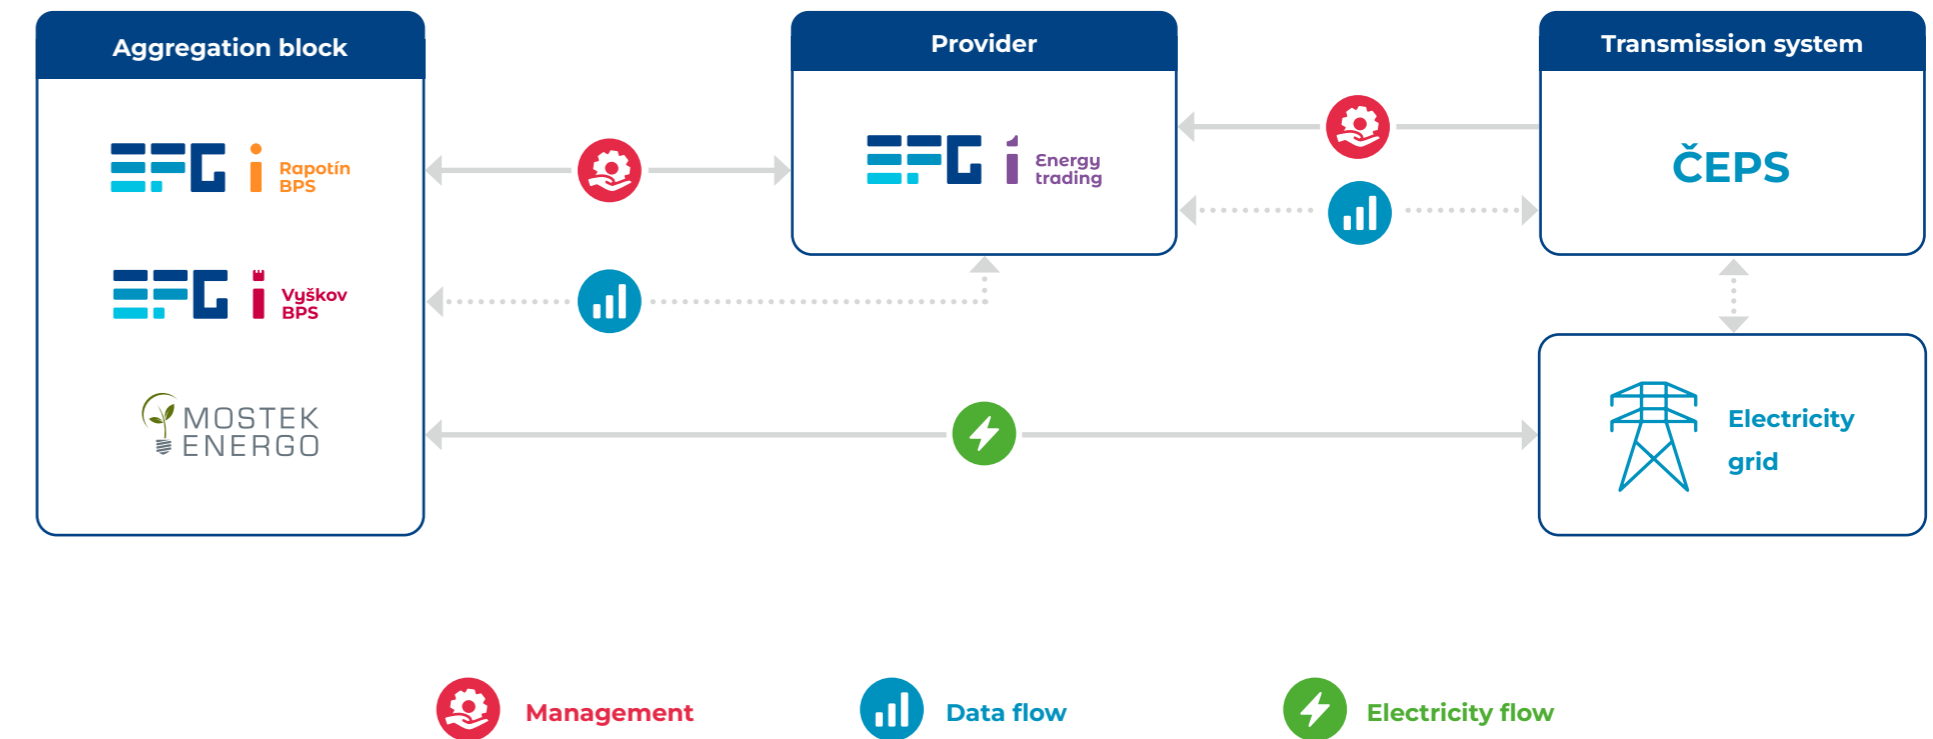 Aggregation block
EFG Rapotín
BPS
EFG Vyškov
BPS
MOSTEK
ENERGO
Provider
EFG Energy
trading
Transmission system
ČEPS
Electricity
grid
Management
Data flow
Electricity flow